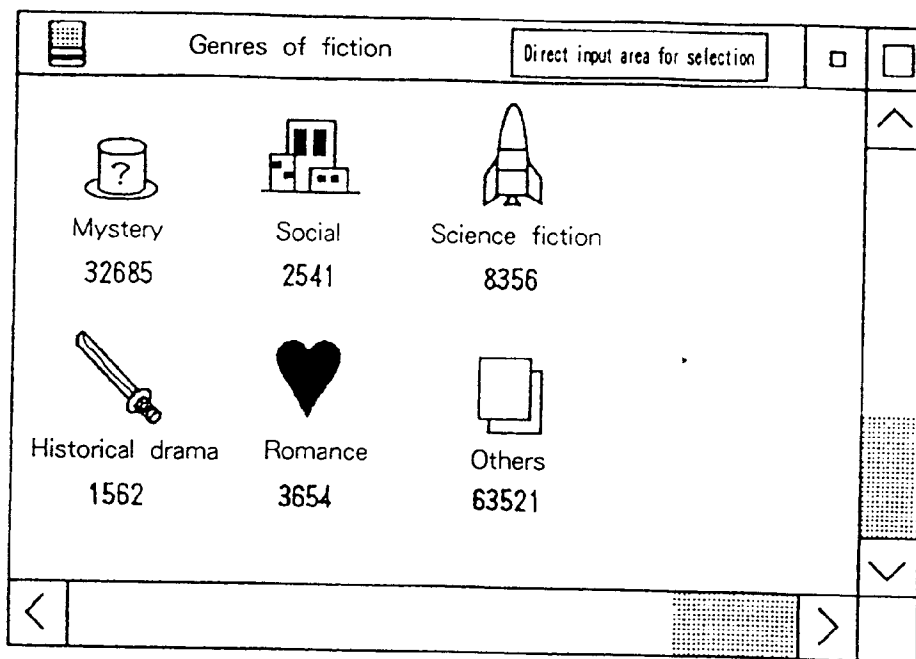 Genres of fiction
Direct input area for selection
?
Mystery
Social
Science fiction
32685
2541
8356
Historical drama
Romance
Others
1562
3654
63521